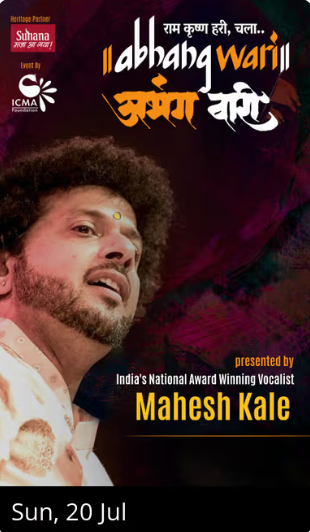 Heritage Partner
Suhana
Event By
ICMA
Foundation
राम कृष्ण हरी, चला..
॥abhangwari॥
अभंग वारी
presented by
India's National Award Winning Vocalist
Mahesh Kale
Sun, 20 Jul